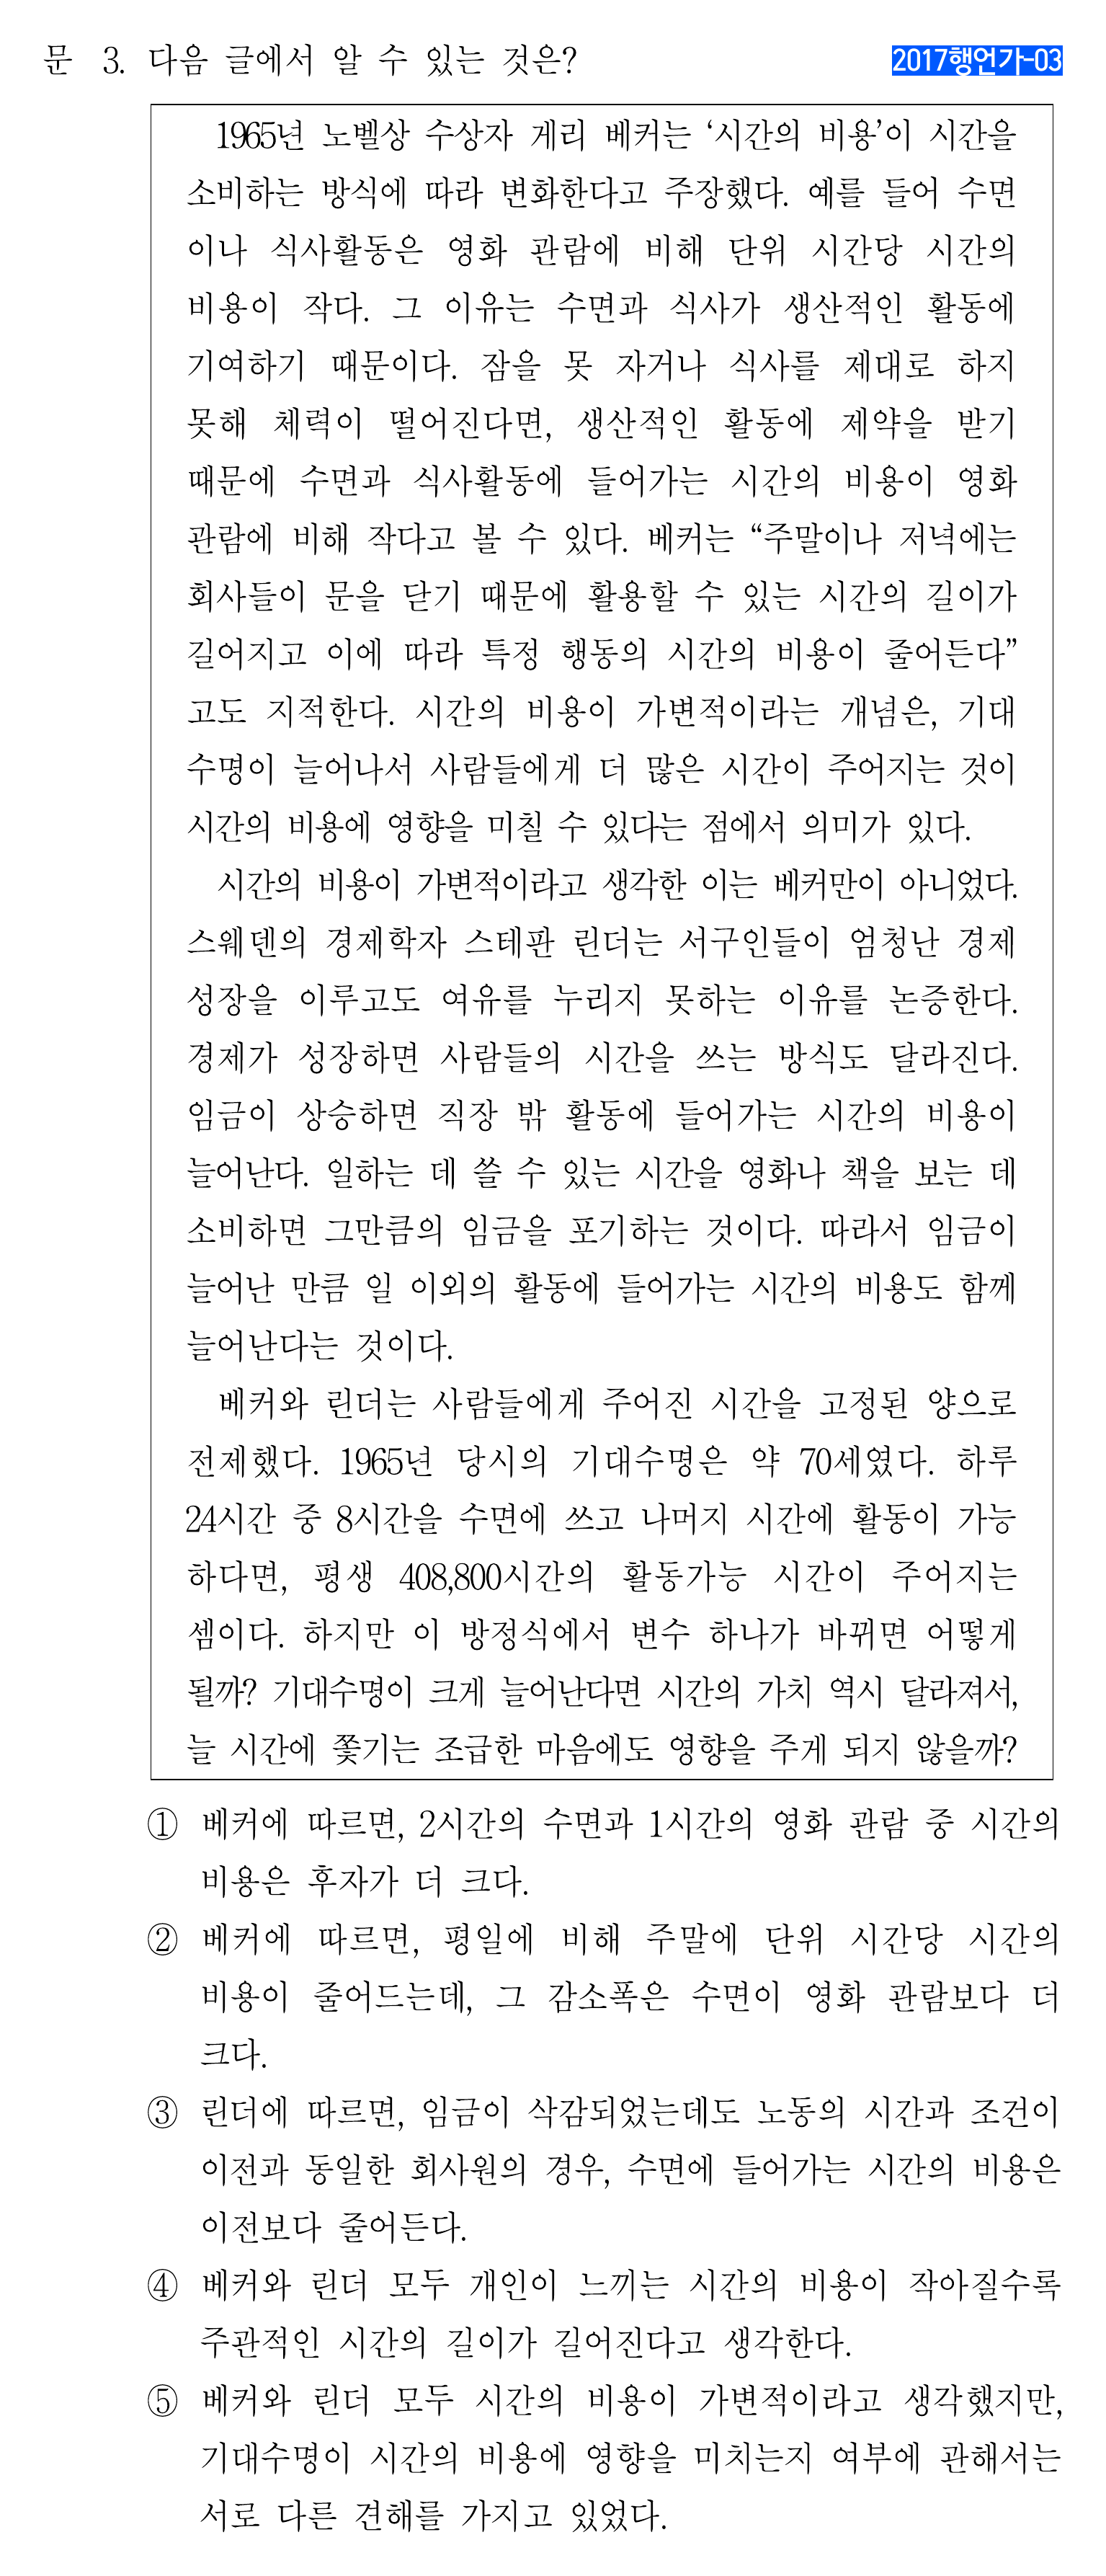 문 3. 다음 글에서 알 수 있는 것은?
2017행언가-03
1965년 노벨상 수상자 게리 베커는 ‘시간의 비용’이 시간을
소비하는 방식에 따라 변화한다고 주장했다. 예를 들어 수면
이나 식사활동은 영화 관람에 비해 단위 시간당 시간의
비용이 작다. 그 이유는 수면과 식사가 생산적인 활동에
기여하기 때문이다. 잠을 못 자거나 식사를 제대로 하지
못해 체력이 떨어진다면, 생산적인 활동에 제약을 받기
때문에 수면과 식사활동에 들어가는 시간의 비용이 영화
관람에 비해 작다고 볼 수 있다. 베커는 “주말이나 저녁에는
회사들이 문을 닫기 때문에 활용할 수 있는 시간의 길이가
길어지고 이에 따라 특정 행동의 시간의 비용이 줄어든다”
고도 지적한다. 시간의 비용이 가변적이라는 개념은, 기대
수명이 늘어나서 사람들에게 더 많은 시간이 주어지는 것이
시간의 비용에 영향을 미칠 수 있다는 점에서 의미가 있다.
시간의 비용이 가변적이라고 생각한 이는 베커만이 아니었다.
스웨덴의 경제학자 스테판 린더는 서구인들이 엄청난 경제
성장을 이루고도 여유를 누리지 못하는 이유를 논증한다.
경제가 성장하면 사람들의 시간을 쓰는 방식도 달라진다.
임금이 상승하면 직장 밖 활동에 들어가는 시간의 비용이
늘어난다. 일하는 데 쓸 수 있는 시간을 영화나 책을 보는 데
소비하면 그만큼의 임금을 포기하는 것이다. 따라서 임금이
늘어난 만큼 일 이외의 활동에 들어가는 시간의 비용도 함께
늘어난다는 것이다.
베커와 린더는 사람들에게 주어진 시간을 고정된 양으로
전제했다. 1965년 당시의 기대수명은 약 70세였다. 하루
24시간 중 8시간을 수면에 쓰고 나머지 시간에 활동이 가능
하다면, 평생 408,800시간의 활동가능 시간이 주어지는
셈이다. 하지만 이 방정식에서 변수 하나가 바뀌면 어떻게
될까? 기대수명이 크게 늘어난다면 시간의 가치 역시 달라져서,
늘 시간에 쫓기는 조급한 마음에도 영향을 주게 되지 않을까?
① 베커에 따르면, 2시간의 수면과 1시간의 영화 관람 중 시간의
비용은 후자가 더 크다.
② 베커에 따르면, 평일에 비해 주말에 단위 시간당 시간의
비용이 줄어드는데, 그 감소폭은 수면이 영화 관람보다 더
크다.
③ 린더에 따르면, 임금이 삭감되었는데도 노동의 시간과 조건이
이전과 동일한 회사원의 경우, 수면에 들어가는 시간의 비용은
이전보다 줄어든다.
④ 베커와 린더 모두 개인이 느끼는 시간의 비용이 작아질수록
주관적인 시간의 길이가 길어진다고 생각한다.
⑤ 베커와 린더 모두 시간의 비용이 가변적이라고 생각했지만,
기대수명이 시간의 비용에 영향을 미치는지 여부에 관해서는
서로 다른 견해를 가지고 있었다.